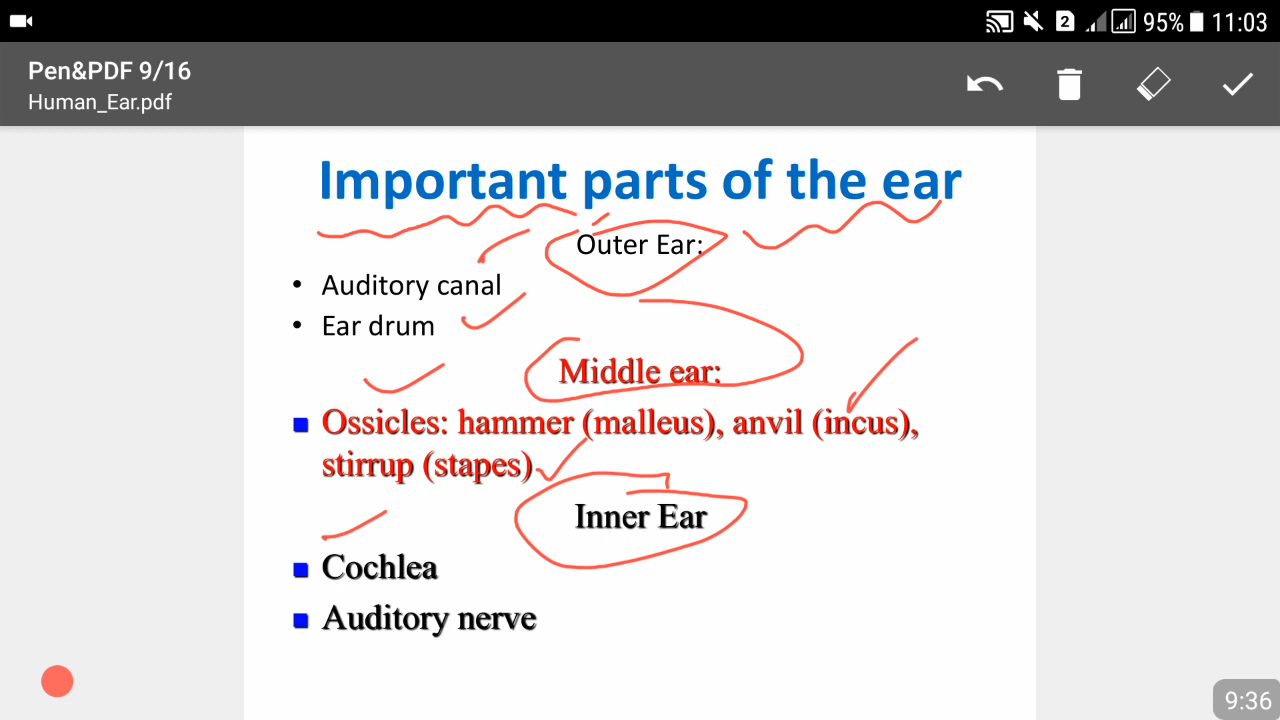 2 95% 11:03
Pen&PDF 9/16
Human_Ear.pdf
Important parts of the ear
Outer Ear:
• Auditory canal
• Ear drum
Middle ear:
Ossicles: hammer (malleus), anvil (incus),
stirrup (stapes)
Inner Ear
Cochlea
Auditory nerve
9:36